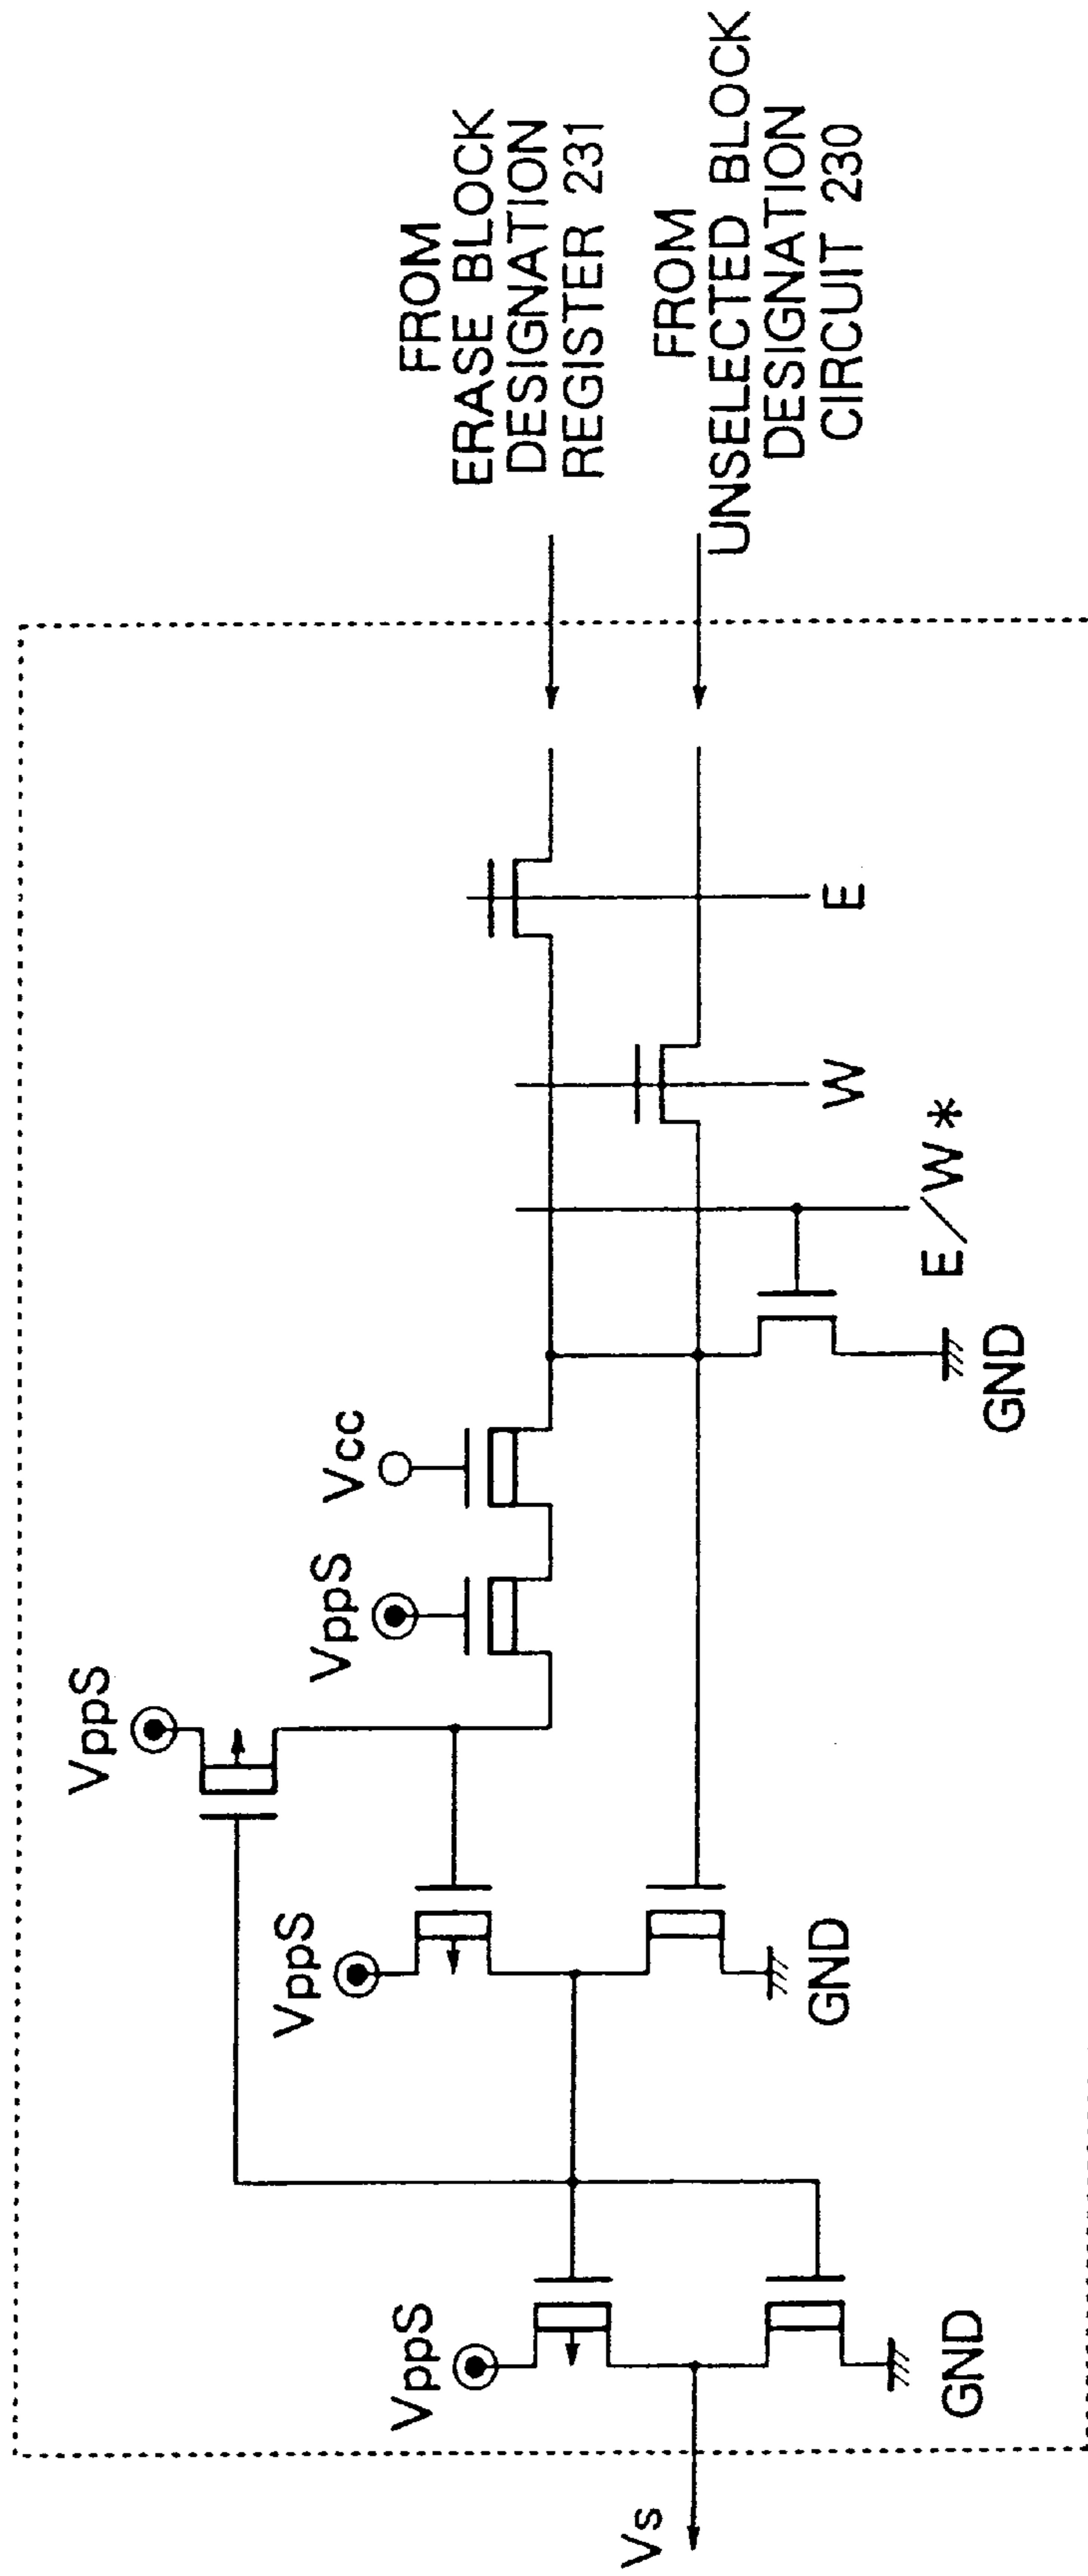 VppS
VppS
VppS
VppS
Vcc
Vs
GND
GND
GND
E/W*
W
E
FROM
ERASE BLOCK
DESIGNATION
REGISTER 231
FROM
UNSELECTED BLOCK
DESIGNATION
CIRCUIT 230